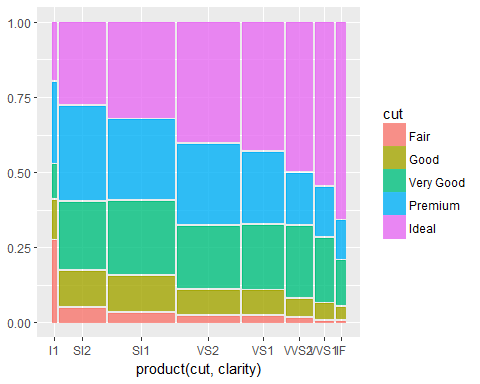 1.00
0.75
0.50
0.25
0.00
I1 SI2 SI1 VS2 VS1 VVS2 VVS1 IF
product(cut, clarity)
cut
Fair
Good
Very Good
Premium
Ideal